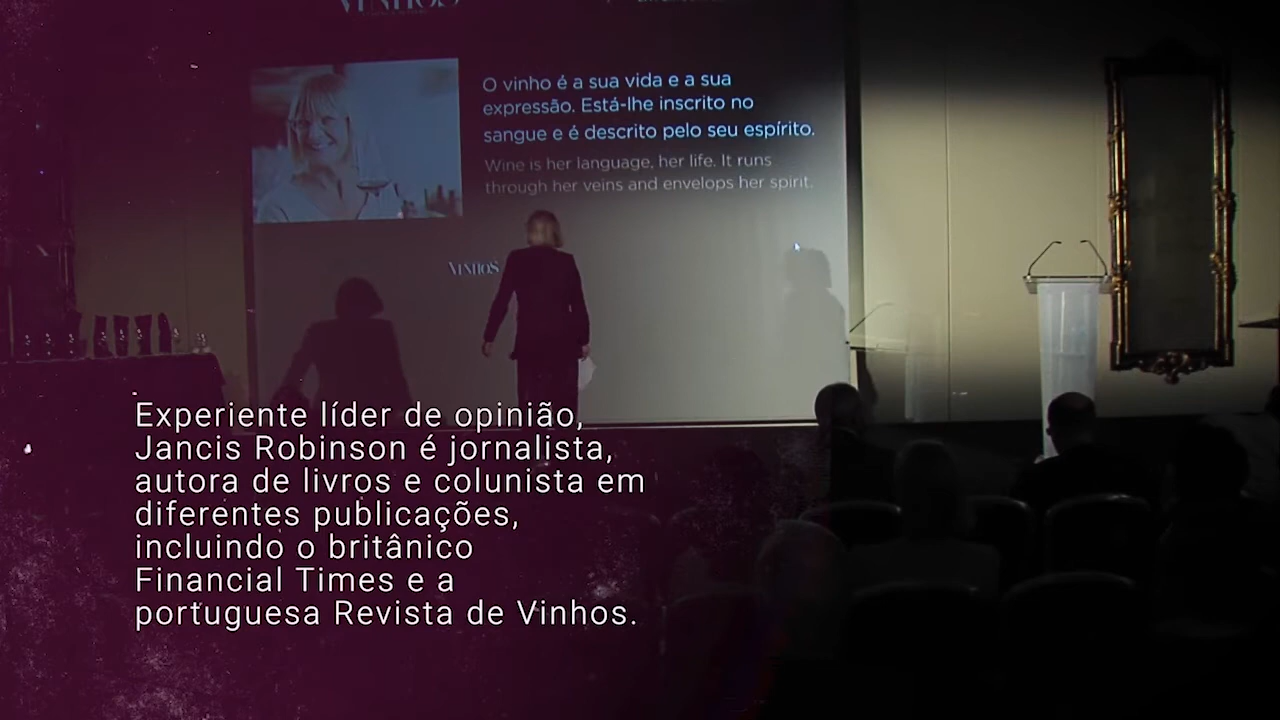 VINHOS
O vinho é a sua vida e a sua
expressão. Está-lhe inscrito no
sangue e é descrito pelo seu espírito.
Wine is her language, her life. It runs
through her veins and envelops her spirit.
VINHOS
Experiente líder de opinião,
Jancis Robinson é jornalista,
autora de livros e colunista em
diferentes publicações,
incluindo o britânico
Financial Times e a
portuguesa Revista de Vinhos.